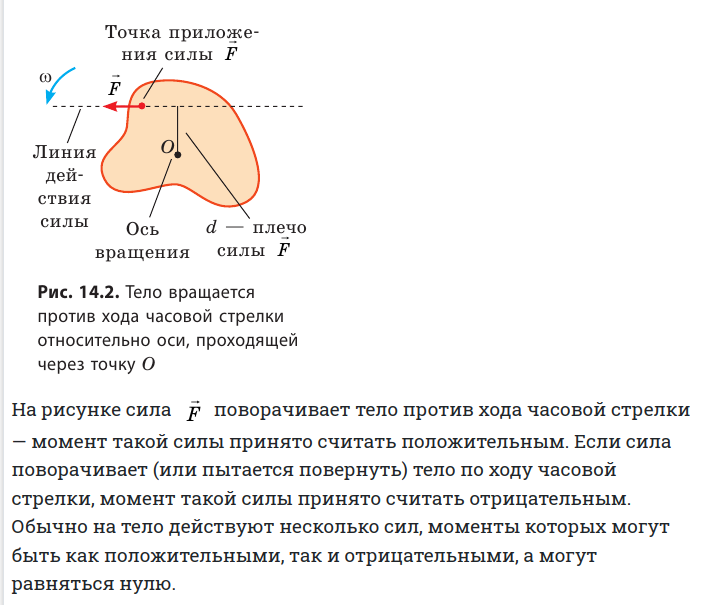 Точка приложе-
ния силы F
ω
F
O
Линия
дей-
ствия
силы
Ось
вращения
d — плечо
силы F
Рис. 14.2. Тело вращается
против хода часовой стрелки
относительно оси, проходящей
через точку O
На рисунке сила F поворачивает тело против хода часовой стрелки
— момент такой силы принято считать положительным. Если сила
поворачивает (или пытается повернуть) тело по ходу часовой
стрелки, момент такой силы принято считать отрицательным.
Обычно на тело действуют несколько сил, моменты которых могут
быть как положительными, так и отрицательными, а могут
равняться нулю.